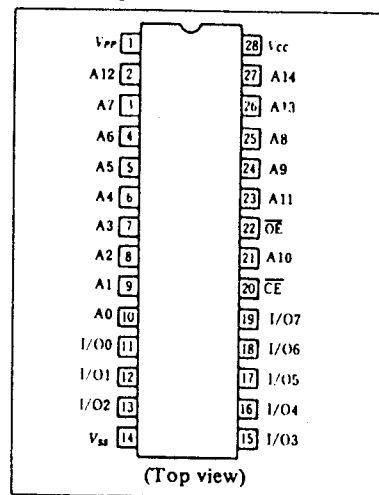 VPP 1 28 VCC
A12 2 27 A14
A7 3 26 A13
A6 4 25 A8
A5 5 24 A9
A4 6 23 A11
A3 7 22 OE
A2 8 21 A10
A1 9 20 CE
A0 10 19 I/O7
I/O0 11 18 I/O6
I/O1 12 17 I/O5
I/O2 13 16 I/O4
VSS 14 15 I/O3
(Top view)